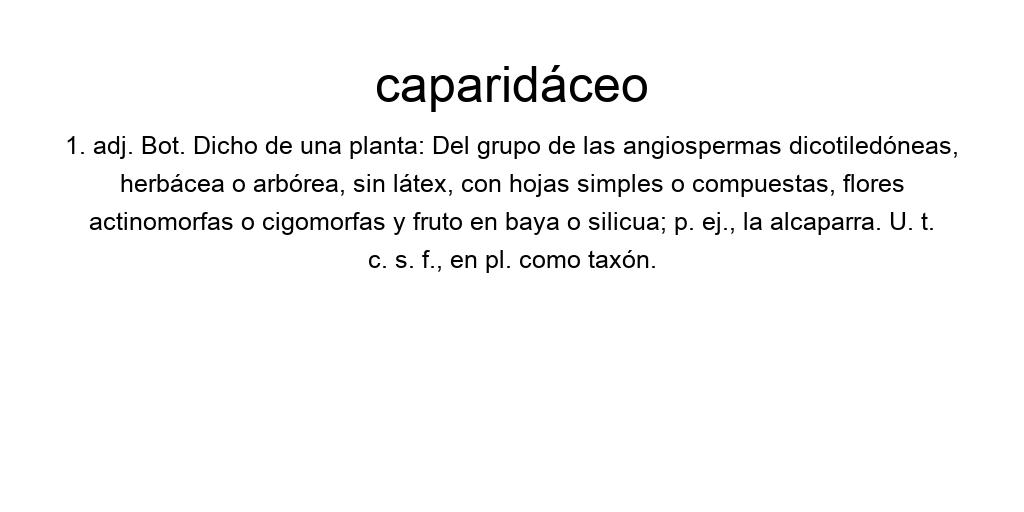 caparidáceo
1. adj. Bot. Dicho de una planta: Del grupo de las angiospermas dicotiledóneas,
herbácea o arbórea, sin látex, con hojas simples o compuestas, flores
actinomorfas o cigomorfas y fruto en baya o silicua; p. ej., la alcaparra. U. t.
c. s. f., en pl. como taxón.